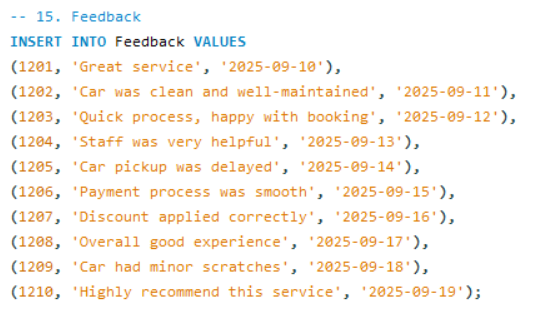 -- 15. Feedback
INSERT INTO Feedback VALUES
(1201, 'Great service', '2025-09-10'),
(1202, 'Car was clean and well-maintained', '2025-09-11'),
(1203, 'Quick process, happy with booking', '2025-09-12'),
(1204, 'Staff was very helpful', '2025-09-13'),
(1205, 'Car pickup was delayed', '2025-09-14'),
(1206, 'Payment process was smooth', '2025-09-15'),
(1207, 'Discount applied correctly', '2025-09-16'),
(1208, 'Overall good experience', '2025-09-17'),
(1209, 'Car had minor scratches', '2025-09-18'),
(1210, 'Highly recommend this service', '2025-09-19');